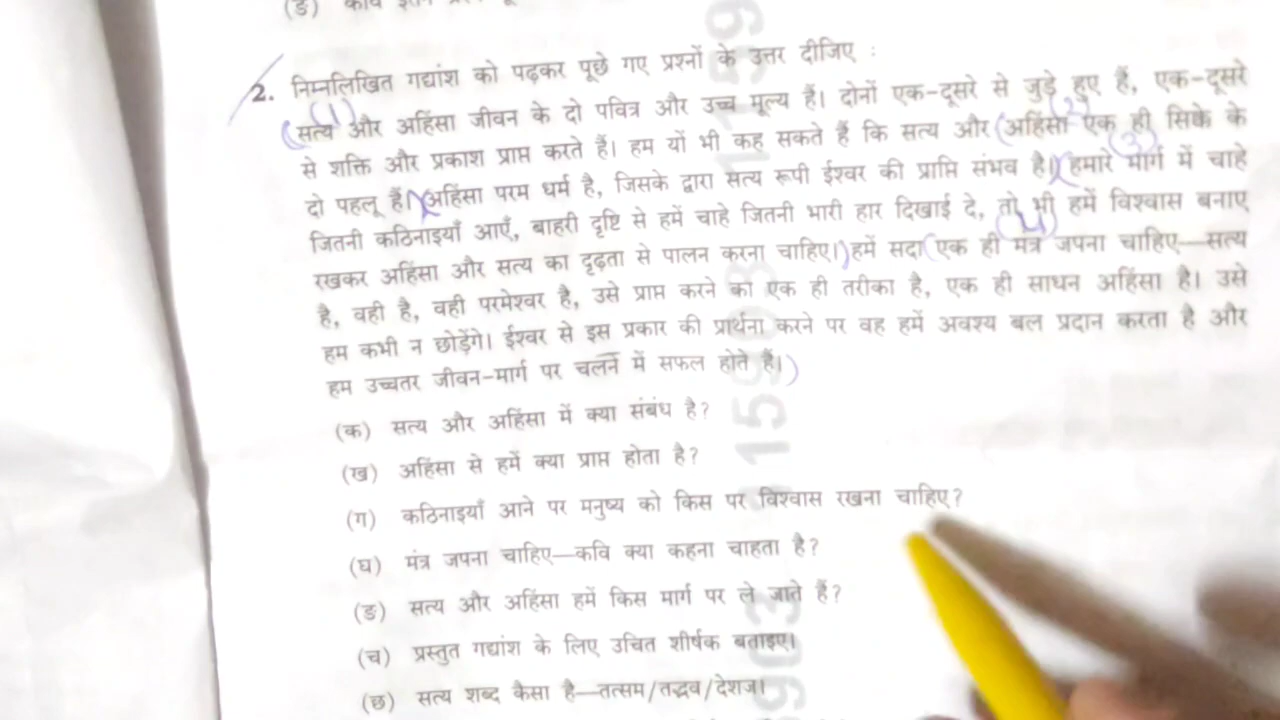 (ङ) कवि
2. निम्नलिखित गद्यांश को पढ़कर पूछे गए प्रश्नों के उत्तर दीजिए :
(1)
सत्य और अहिंसा जीवन के दो पवित्र और उच्च मूल्य हैं। दोनों एक-दूसरे से जुड़े हुए हैं, एक-दूसरे
(2)
से शक्ति और प्रकाश प्राप्त करते हैं। हम यों भी कह सकते हैं कि सत्य और (अहिंसा एक ही सिक्के के
(3)
दो पहलू हैं। अहिंसा परम धर्म है, जिसके द्वारा सत्य रूपी ईश्वर की प्राप्ति संभव है। हमारे मार्ग में चाहे
जितनी कठिनाइयाँ आएँ, बाहरी दृष्टि से हमें चाहे जितनी भारी हार दिखाई दे, तो भी हमें विश्वास बनाए
(4)
रखकर अहिंसा और सत्य का दृढ़ता से पालन करना चाहिए। हमें सदा एक ही मंत्र जपना चाहिए—सत्य
है, वही है, वही परमेश्वर है, उसे प्राप्त करने का एक ही तरीका है, एक ही साधन अहिंसा है। उसे
हम कभी न छोड़ेंगे। ईश्वर से इस प्रकार की प्रार्थना करने पर वह हमें अवश्य बल प्रदान करता है और
हम उच्चतर जीवन-मार्ग पर चलने में सफल होते हैं।
(क) सत्य और अहिंसा में क्या संबंध है?
(ख) अहिंसा से हमें क्या प्राप्त होता है?
(ग) कठिनाइयाँ आने पर मनुष्य को किस पर विश्वास रखना चाहिए?
(घ) मंत्र जपना चाहिए—कवि क्या कहना चाहता है?
(ङ) सत्य और अहिंसा हमें किस मार्ग पर ले जाते हैं?
(च) प्रस्तुत गद्यांश के लिए उचित शीर्षक बताइए।
(छ) सत्य शब्द कैसा है—तत्सम/तद्भव/देशज।